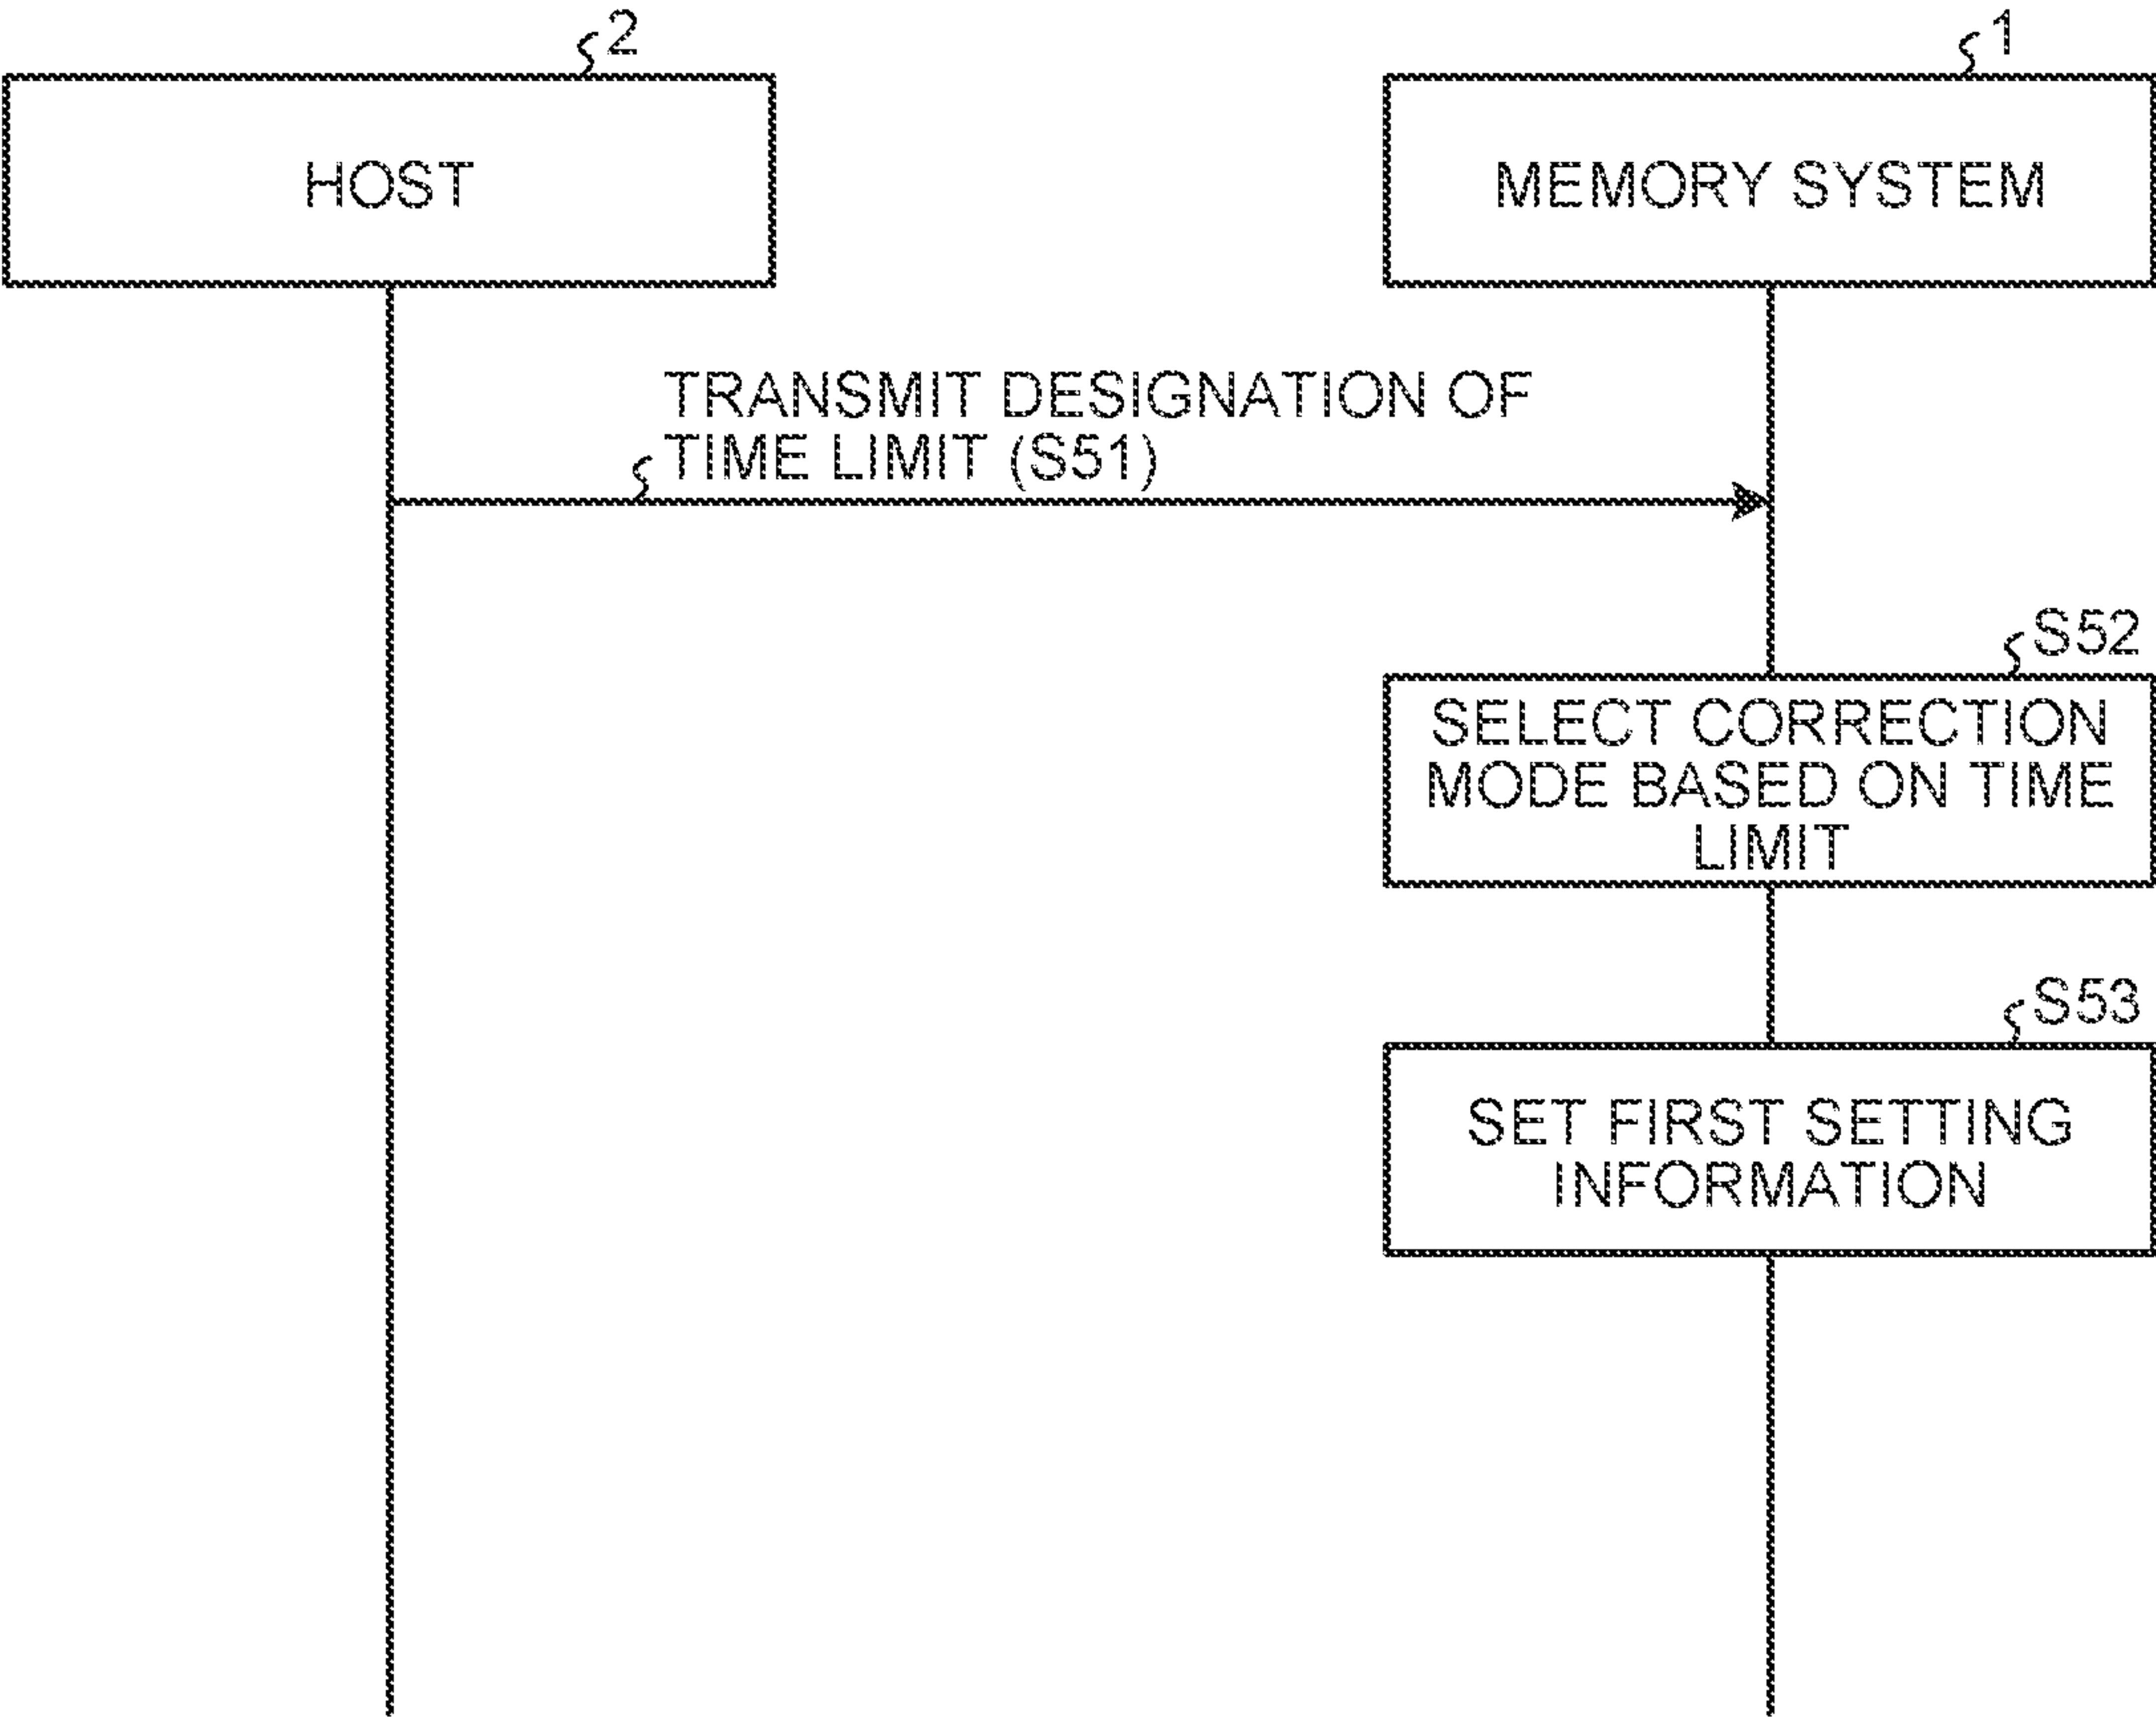 2
1
HOST
MEMORY SYSTEM
TRANSMIT DESIGNATION OF
TIME LIMIT (S51)
S52
SELECT CORRECTION
MODE BASED ON TIME
LIMIT
S53
SET FIRST SETTING
INFORMATION